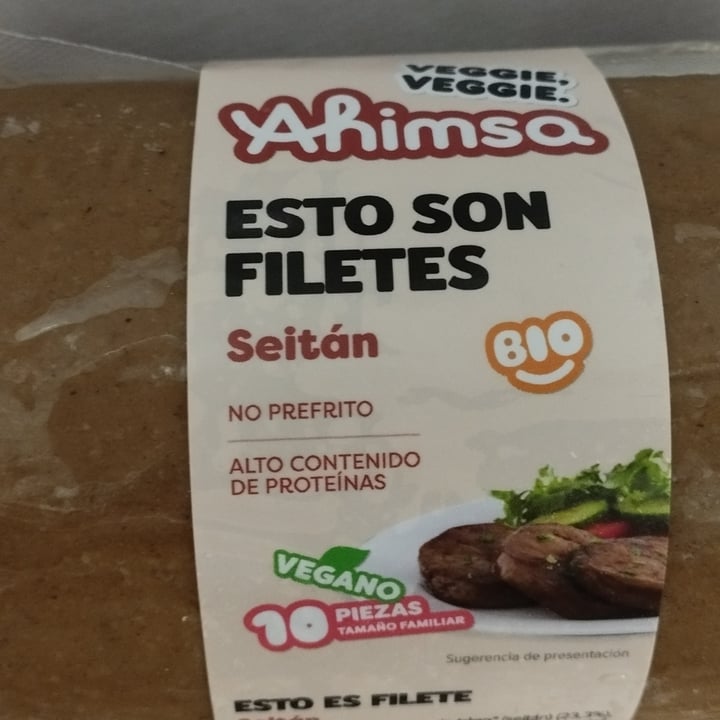 VEGGIE,
VEGGIE.
Ahimsa
ESTO SON
FILETES
Seitán
BIO
NO PREFRITO
ALTO CONTENIDO
DE PROTEÍNAS
VEGANO
10 PIEZAS
TAMAÑO FAMILIAR
Sugerencia de presentación
ESTO ES FILETE
Seitán